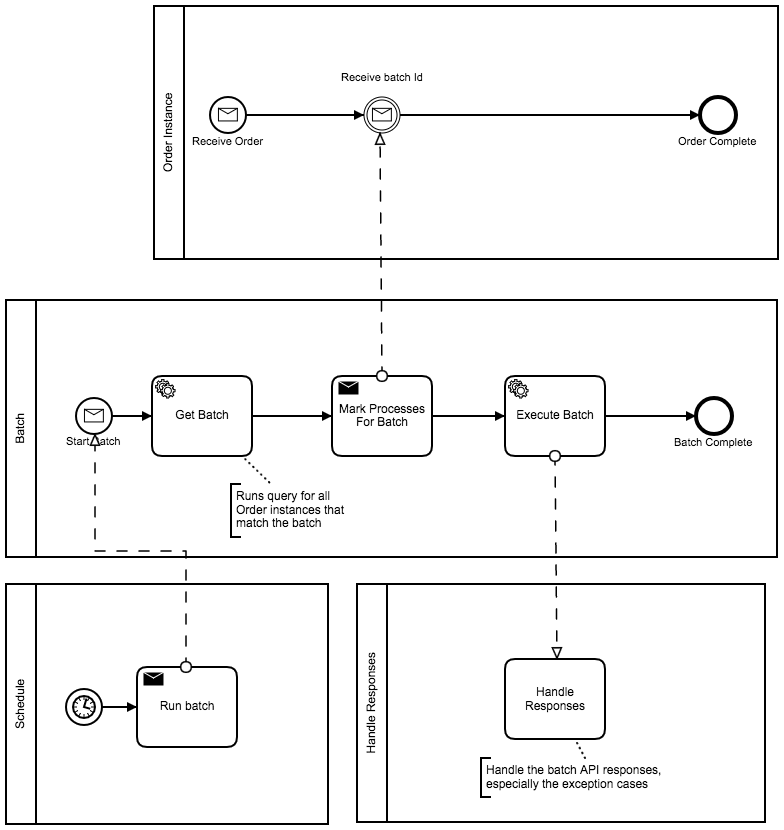 Receive batch Id
Order Instance
Receive Order
Order Complete
Batch
Start Batch
Get Batch
Mark Processes
For Batch
Execute Batch
Batch Complete
Runs query for all
Order instances that
match the batch
Schedule
Run batch
Handle Responses
Handle
Responses
Handle the batch API responses,
especially the exception cases